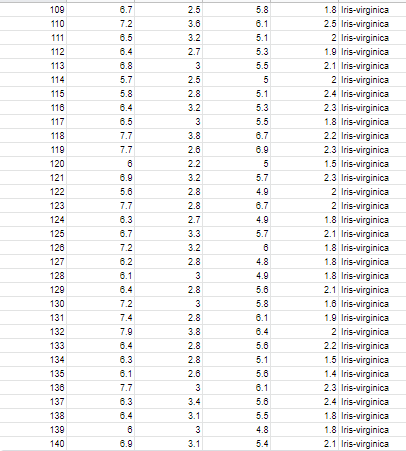 109 6.7 2.5 5.8 1.8 Iris-virginica
110 7.2 3.6 6.1 2.5 Iris-virginica
111 6.5 3.2 5.1 2 Iris-virginica
112 6.4 2.7 5.3 1.9 Iris-virginica
113 6.8 3 5.5 2.1 Iris-virginica
114 5.7 2.5 5 2 Iris-virginica
115 5.8 2.8 5.1 2.4 Iris-virginica
116 6.4 3.2 5.3 2.3 Iris-virginica
117 6.5 3 5.5 1.8 Iris-virginica
118 7.7 3.8 6.7 2.2 Iris-virginica
119 7.7 2.6 6.9 2.3 Iris-virginica
120 6 2.2 5 1.5 Iris-virginica
121 6.9 3.2 5.7 2.3 Iris-virginica
122 5.6 2.8 4.9 2 Iris-virginica
123 7.7 2.8 6.7 2 Iris-virginica
124 6.3 2.7 4.9 1.8 Iris-virginica
125 6.7 3.3 5.7 2.1 Iris-virginica
126 7.2 3.2 6 1.8 Iris-virginica
127 6.2 2.8 4.8 1.8 Iris-virginica
128 6.1 3 4.9 1.8 Iris-virginica
129 6.4 2.8 5.6 2.1 Iris-virginica
130 7.2 3 5.8 1.6 Iris-virginica
131 7.4 2.8 6.1 1.9 Iris-virginica
132 7.9 3.8 6.4 2 Iris-virginica
133 6.4 2.8 5.6 2.2 Iris-virginica
134 6.3 2.8 5.1 1.5 Iris-virginica
135 6.1 2.6 5.6 1.4 Iris-virginica
136 7.7 3 6.1 2.3 Iris-virginica
137 6.3 3.4 5.6 2.4 Iris-virginica
138 6.4 3.1 5.5 1.8 Iris-virginica
139 6 3 4.8 1.8 Iris-virginica
140 6.9 3.1 5.4 2.1 Iris-virginica